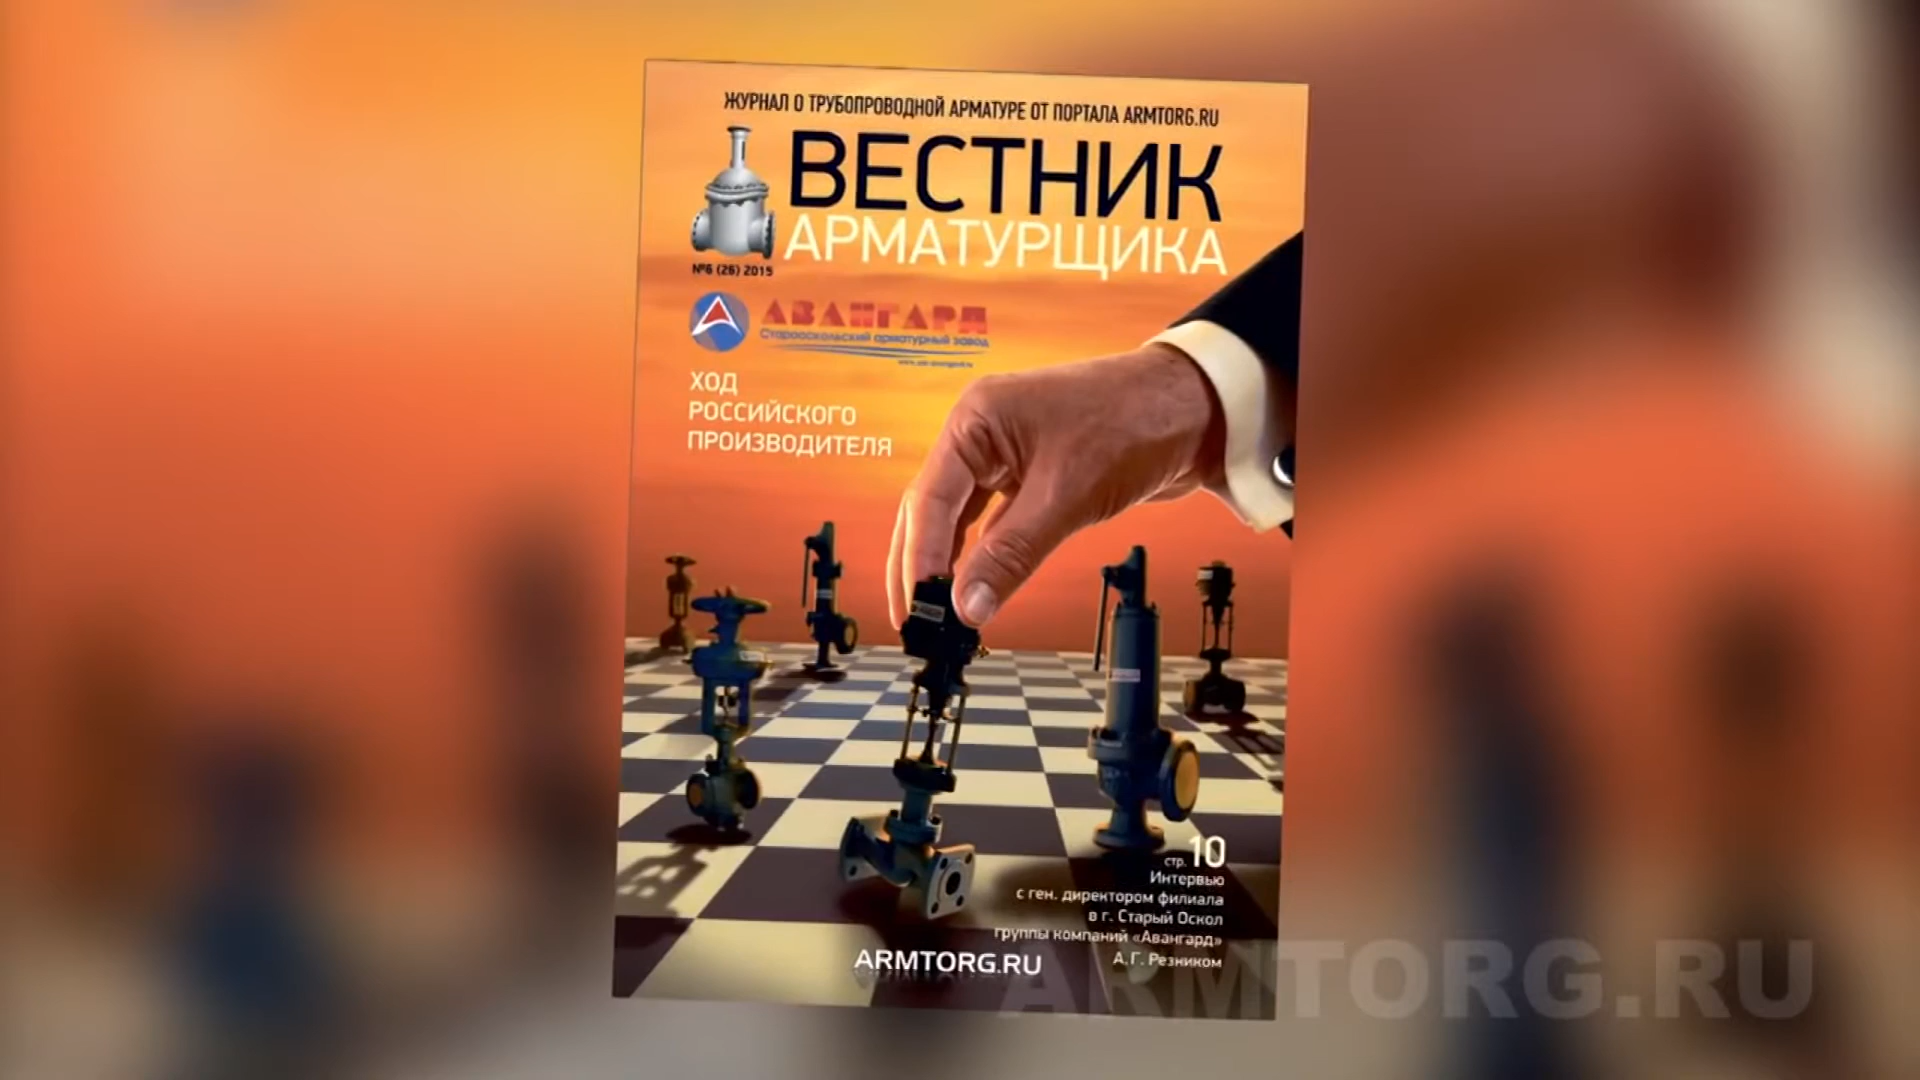 ЖУРНАЛ О ТРУБОПРОВОДНОЙ АРМАТУРЕ ОТ ПОРТАЛА ARMTORG.RU
ВЕСТНИК
АРМАТУРЩИКА
№6 (26) 2015
АВАНГАРД
Старооскольский арматурный завод
ХОД
РОССИЙСКОГО
ПРОИЗВОДИТЕЛЯ
стр. 10
Интервью
с ген. директором филиала
в г. Старый Оскол
группы компаний «Авангард»
А.Г. Резником
ARMTORG.RU
ARMTORG.RU